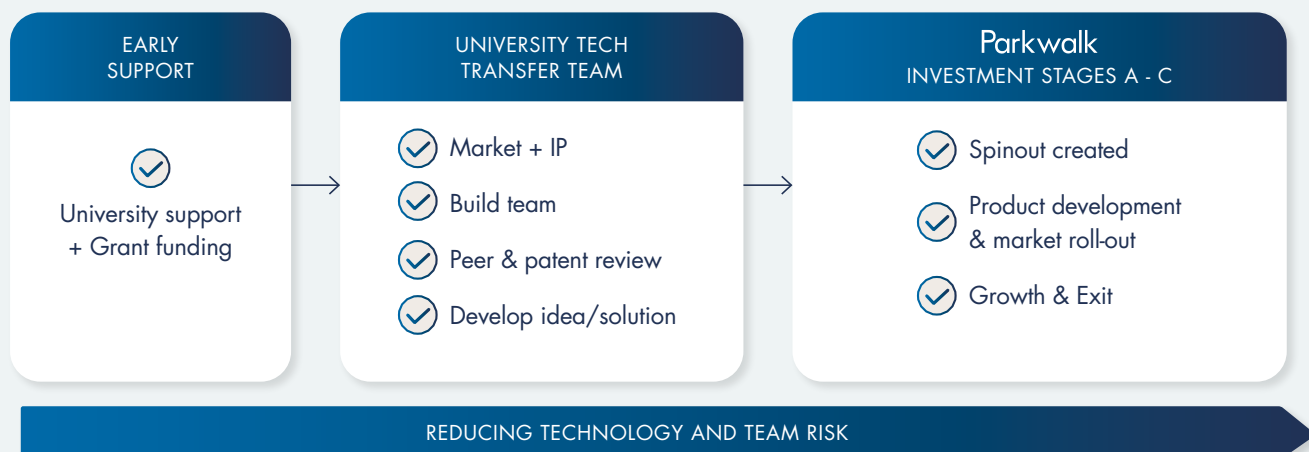 EARLY
SUPPORT
University support
+ Grant funding
UNIVERSITY TECH
TRANSFER TEAM
Market + IP
Build team
Peer & patent review
Develop idea/solution
Parkwalk
INVESTMENT STAGES A - C
Spinout created
Product development
& market roll-out
Growth & Exit
REDUCING TECHNOLOGY AND TEAM RISK